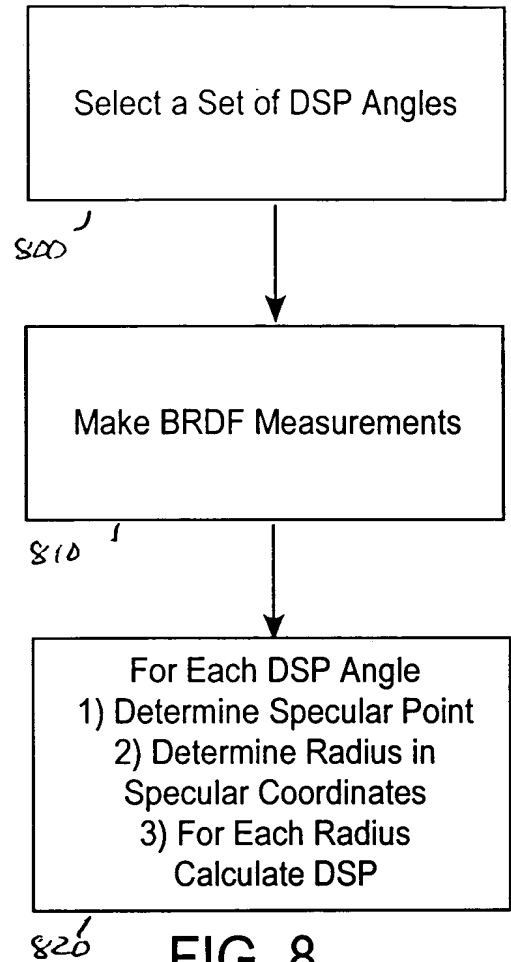 Select a Set of DSP Angles
800
Make BRDF Measurements
810
For Each DSP Angle
1) Determine Specular Point
2) Determine Radius in
Specular Coordinates
3) For Each Radius
Calculate DSP
820
FIG. 8